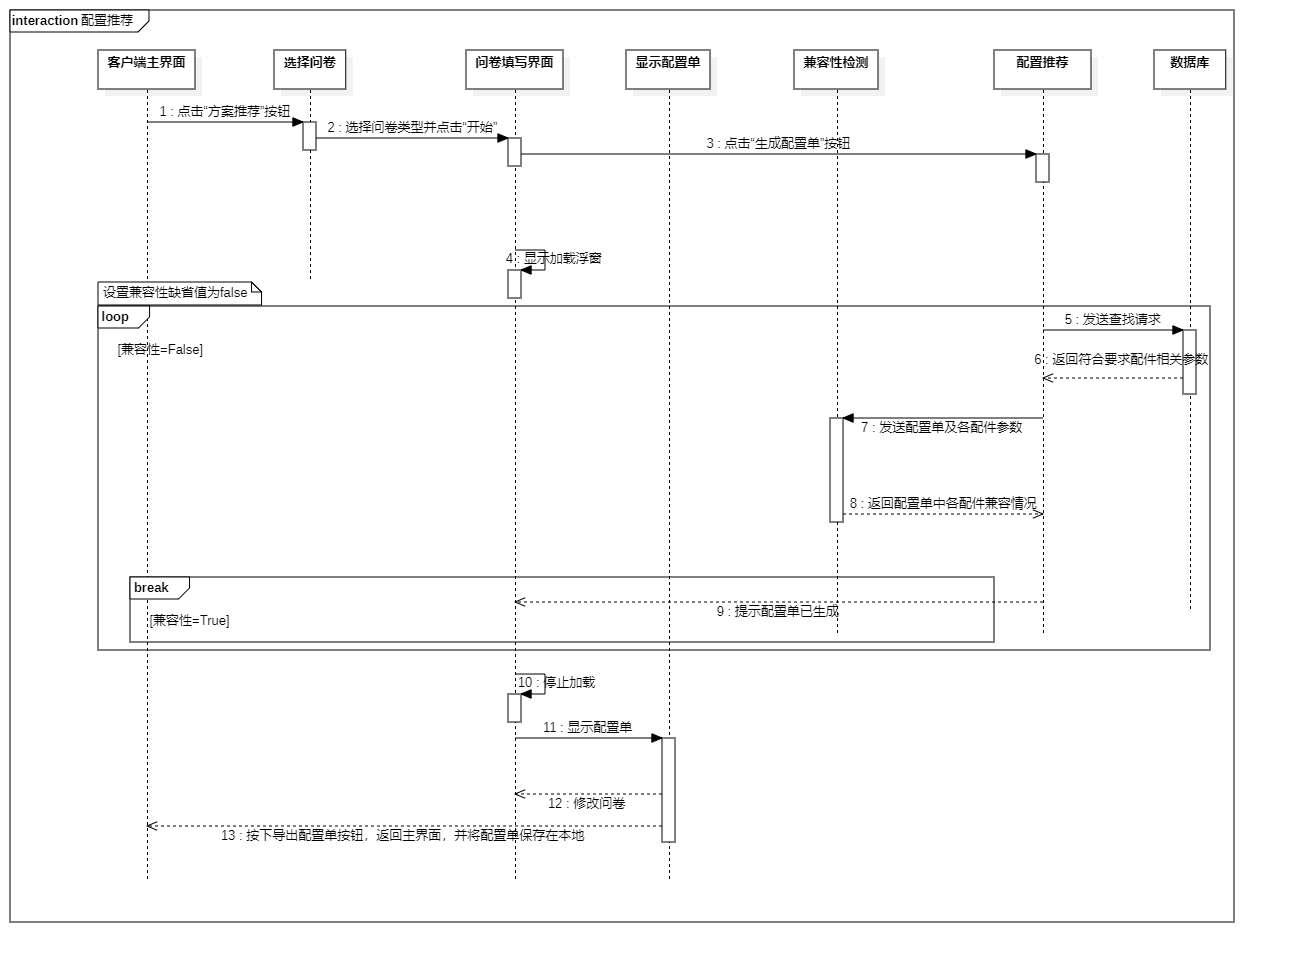 interaction 配置推荐
客户端主界面
选择问卷
问卷填写界面
显示配置单
兼容性检测
配置推荐
数据库
1 : 点击“方案推荐”按钮
2 : 选择问卷类型并点击“开始”
3 : 点击“生成配置单”按钮
4 : 显示加载浮窗
设置兼容性缺省值为false
loop
[兼容性=False]
5 : 发送查找请求
6 : 返回符合要求配件相关参数
7 : 发送配置单及各配件参数
8 : 返回配置单中各配件兼容情况
break
[兼容性=True]
9 : 提示配置单已生成
10 : 停止加载
11 : 显示配置单
12 : 修改问卷
13 : 按下导出配置单按钮，返回主界面，并将配置单保存在本地